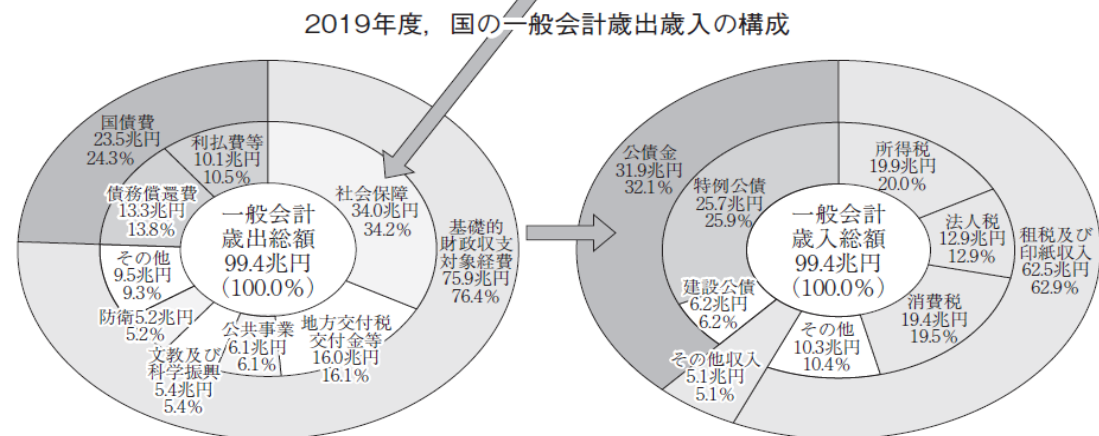 2019年度，国の一般会計歳出歳入の構成
国債費
23.5兆円
24.3%
利払費等
10.1兆円
10.5%
債務償還費
13.3兆円
13.8%
その他
9.5兆円
9.3%
防衛5.2兆円
5.2%
文教及び
科学振興
5.4兆円
5.4%
公共事業
6.1兆円
6.1%
地方交付税
交付金等
16.0兆円
16.1%
社会保障
34.0兆円
34.2%
基礎的
財政収支
対象経費
75.9兆円
76.4%
一般会計
歳出総額
99.4兆円
（100.0%）
公債金
31.9兆円
32.1%
特例公債
25.7兆円
25.9%
建設公債
6.2兆円
6.2%
その他収入
5.1兆円
5.1%
その他
10.3兆円
10.4%
消費税
19.4兆円
19.5%
法人税
12.9兆円
12.9%
所得税
19.9兆円
20.0%
租税及び
印紙収入
62.5兆円
62.9%
一般会計
歳入総額
99.4兆円
（100.0%）